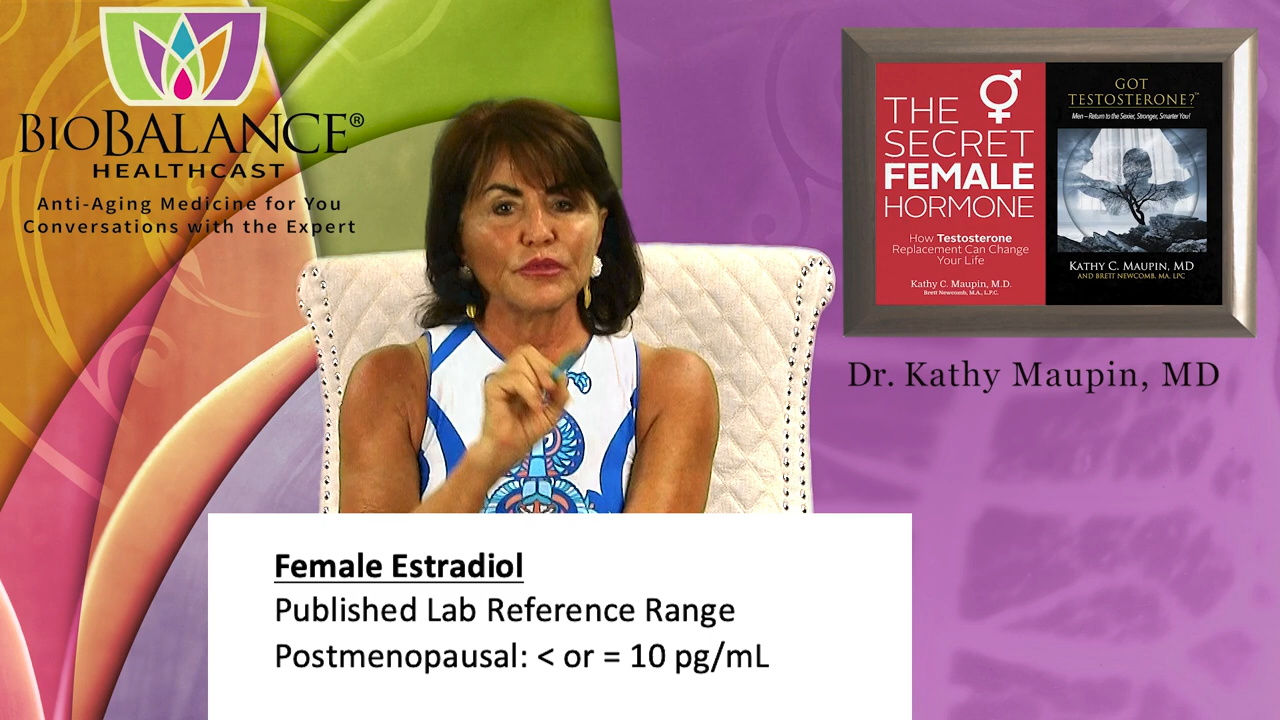 BIOBALANCE®
HEALTHCAST
Anti-Aging Medicine for You
Conversations with the Expert
THE
SECRET
FEMALE
HORMONE
How Testosterone
Replacement Can Change
Your Life
Kathy C. Maupin, M.D.
Brett Newcomb, M.A., L.P.C.
GOT
TESTOSTERONE?™
Men – Return to the Sexier, Stronger, Smarter You!
KATHY C. MAUPIN, MD
AND BRETT NEWCOMB, MA, LPC
Dr. Kathy Maupin, MD
Female Estradiol
Published Lab Reference Range
Postmenopausal: < or = 10 pg/mL